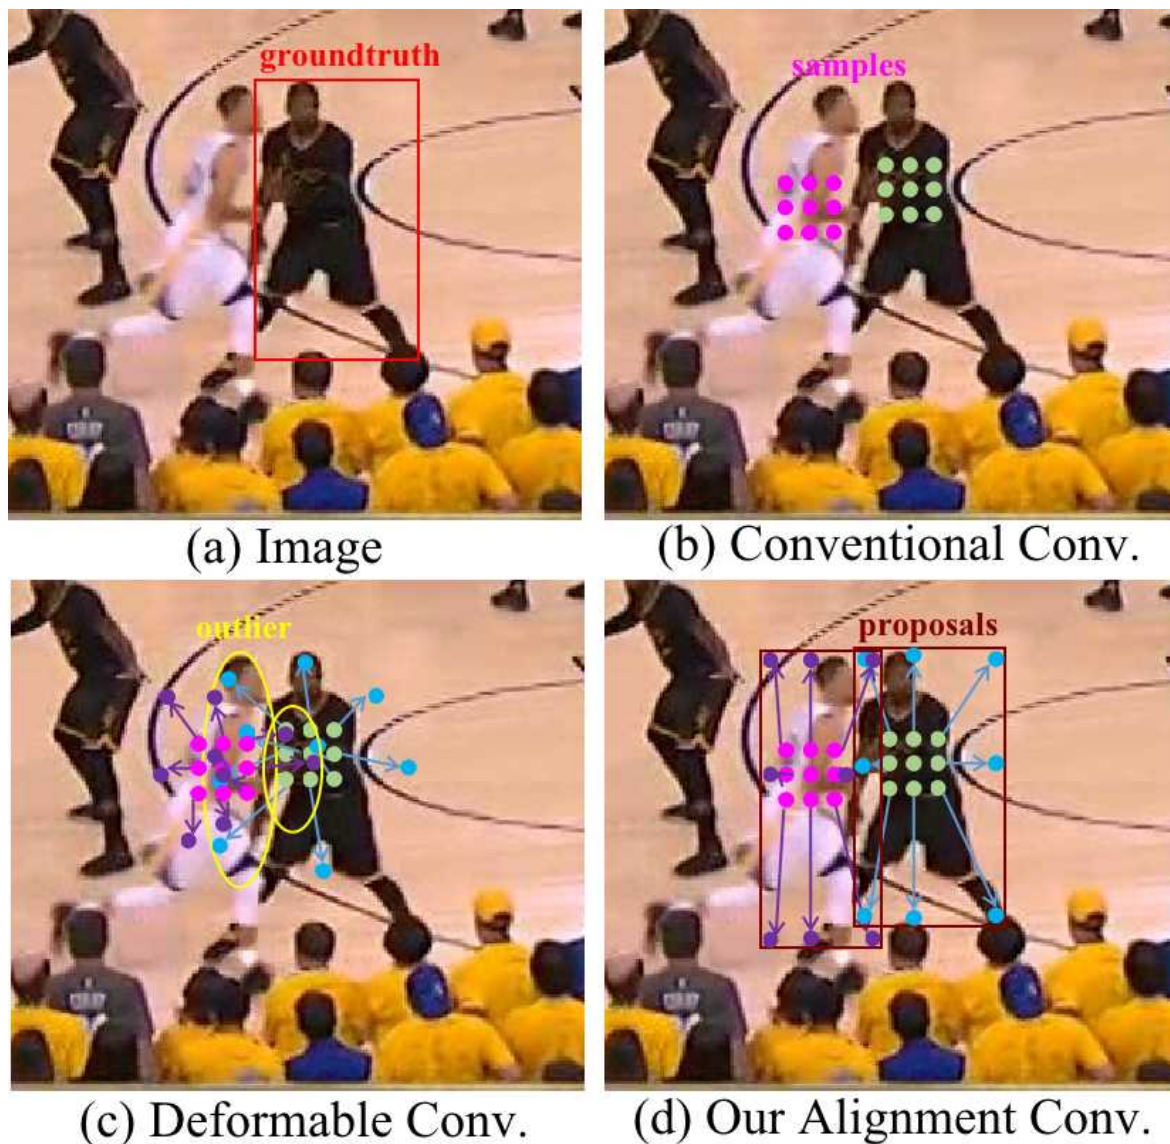 groundtruth
samples
(a) Image
(b) Conventional Conv.
outlier
proposals
(c) Deformable Conv.
(d) Our Alignment Conv.